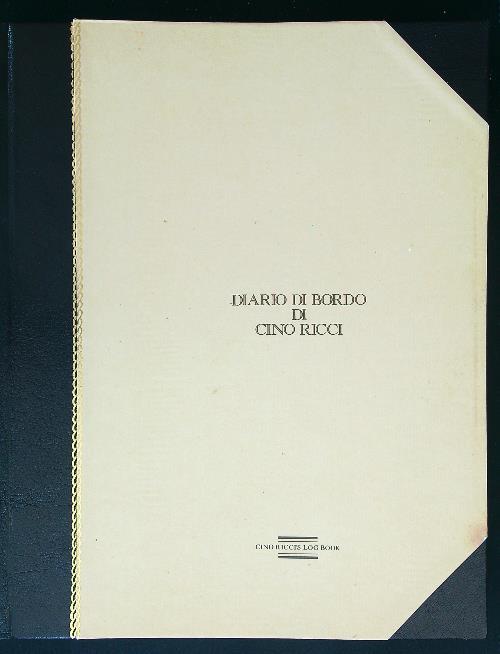 DIARIO DI BORDO
DI
CINO RICCI
CINO RICCI'S LOG BOOK